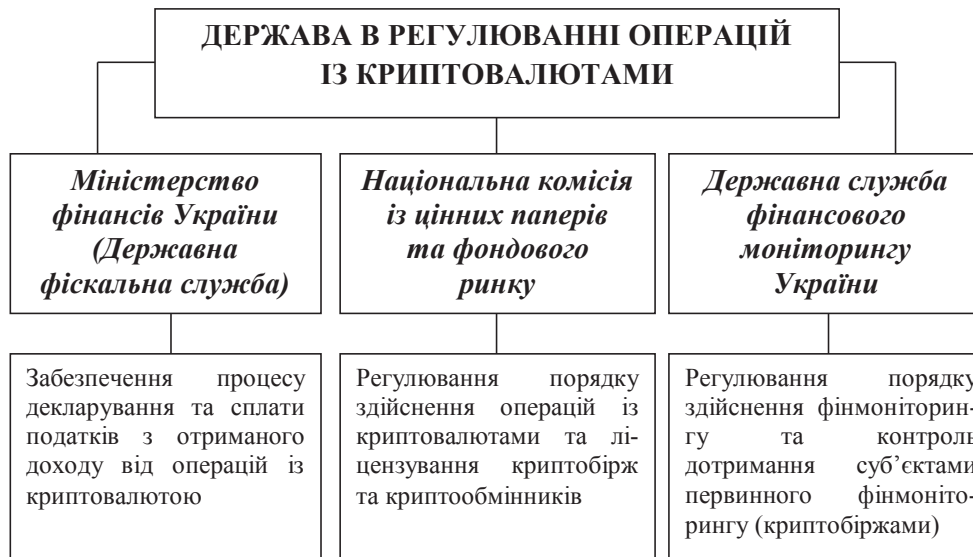 ДЕРЖАВА В РЕГУЛЮВАННІ ОПЕРАЦІЙ
ІЗ КРИПТОВАЛЮТАМИ
Міністерство
фінансів України
(Державна
фіскальна служба)
Національна комісія
із цінних паперів
та фондового
ринку
Державна служба
фінансового
моніторингу
України
Забезпечення процесу
декларування та сплати
податків з отриманого
доходу від операцій із
криптовалютою
Регулювання порядку
здійснення операцій із
криптовалютами та лі-
цензування криптобірж
та криптообмінників
Регулювання порядку
здійснення фінмоніторин-
гу та контроль
дотримання суб’єктами
первинного фінмоніто-
рингу (криптобіржами)